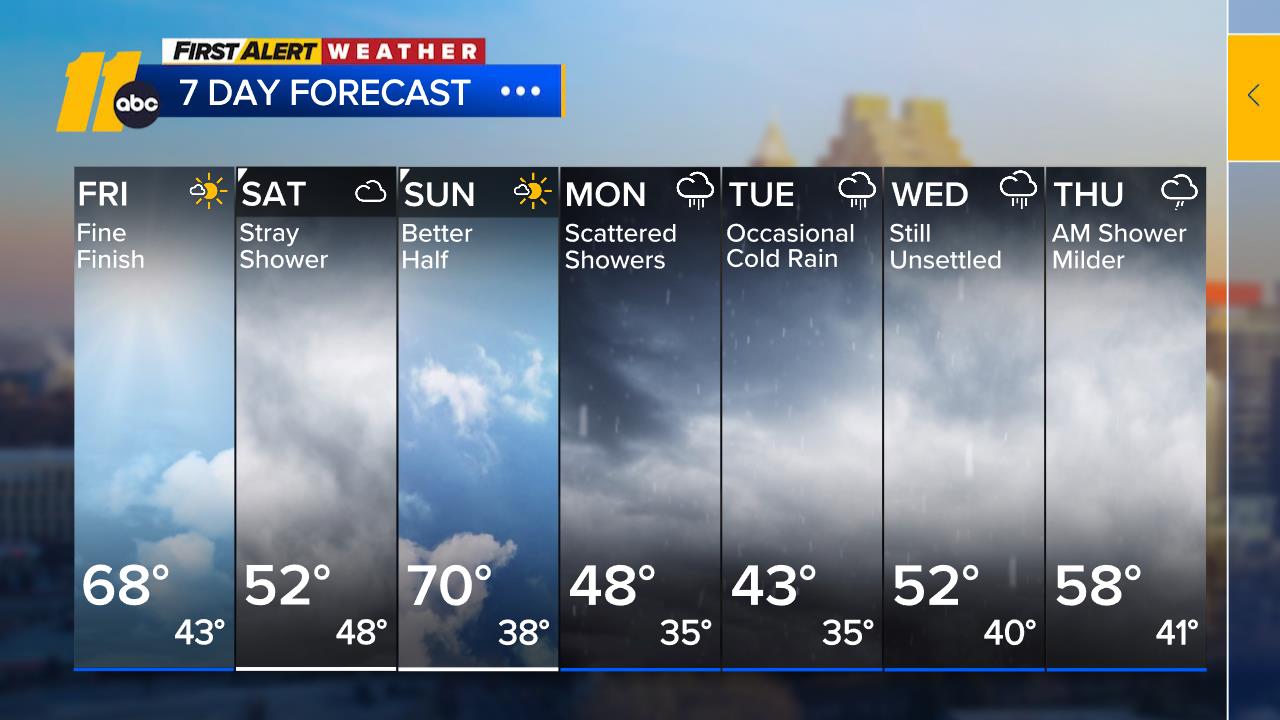 FIRST ALERT WEATHER
11 abc
7 DAY FORECAST
FRI
Fine
Finish
68°
43°
SAT
Stray
Shower
52°
48°
SUN
Better
Half
70°
38°
MON
Scattered
Showers
48°
35°
TUE
Occasional
Cold Rain
43°
35°
WED
Still
Unsettled
52°
40°
THU
AM Shower
Milder
58°
41°